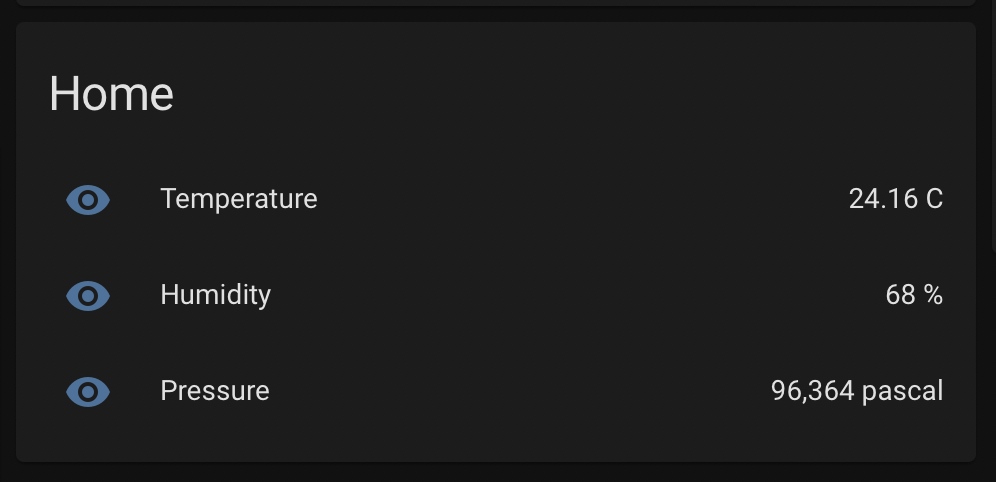 Home
Temperature 24.16 C
Humidity 68 %
Pressure 96,364 pascal